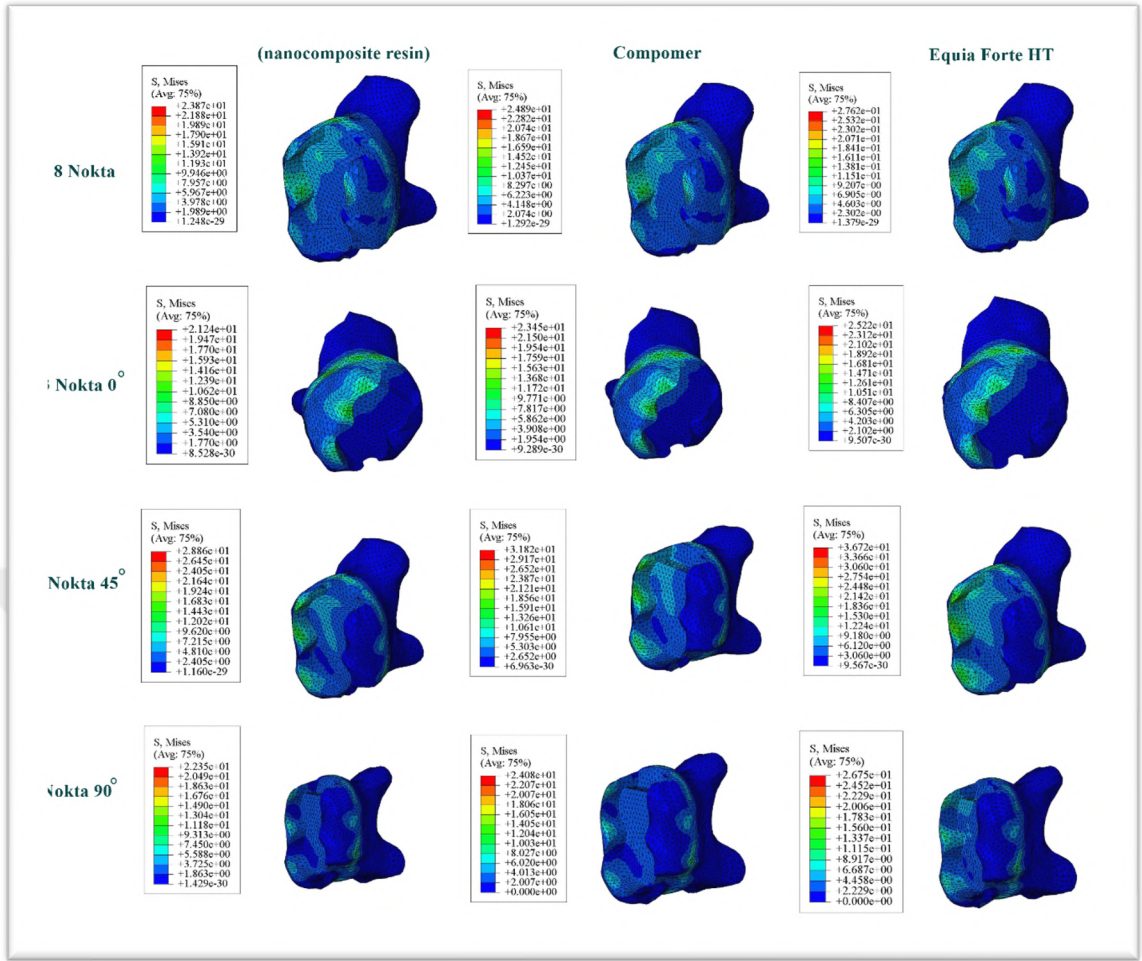 (nanocomposite resin)
Compomer
Equia Forte HT
8 Nokta
S, Mises
(Avg: 75%)
+2.387e+01
+2.188e+01
+1.989e+01
+1.790e+01
+1.591e+01
+1.392e+01
+1.193e+01
+9.946e+00
+7.957e+00
+5.967e+00
+3.978e+00
+1.989e+00
+1.248e-29
S, Mises
(Avg: 75%)
+2.489e+01
+2.282e+01
+2.074e+01
+1.867e+01
+1.659e+01
+1.452e+01
+1.245e+01
+1.037e+01
+8.297e+00
+6.223e+00
+4.148e+00
+2.074e+00
+1.292e-29
S, Mises
(Avg: 75%)
+2.762e+01
+2.532e+01
+2.302e+01
+2.071e+01
+1.841e+01
+1.611e+01
+1.381e+01
+1.151e+01
+9.207e+00
+6.905e+00
+4.603e+00
+2.302e+00
+1.379e-29
Nokta 0°
S, Mises
(Avg: 75%)
+2.124e+01
+1.947e+01
+1.770e+01
+1.593e+01
+1.416e+01
+1.239e+01
+1.062e+01
+8.850e+00
+7.080e+00
+5.310e+00
+3.540e+00
+1.770e+00
+8.528e-30
S, Mises
(Avg: 75%)
+2.345e+01
+2.150e+01
+1.954e+01
+1.759e+01
+1.563e+01
+1.368e+01
+1.172e+01
+9.771e+00
+7.817e+00
+5.862e+00
+3.908e+00
+1.954e+00
+9.289e-30
S, Mises
(Avg: 75%)
+2.522e+01
+2.312e+01
+2.102e+01
+1.892e+01
+1.681e+01
+1.471e+01
+1.261e+01
+1.051e+01
+8.407e+00
+6.305e+00
+4.203e+00
+2.102e+00
+9.507e-30
Nokta 45°
S, Mises
(Avg: 75%)
+2.886e+01
+2.645e+01
+2.405e+01
+2.164e+01
+1.924e+01
+1.683e+01
+1.443e+01
+1.202e+01
+9.620e+00
+7.215e+00
+4.810e+00
+2.405e+00
+1.160e-29
S, Mises
(Avg: 75%)
+3.182e+01
+2.917e+01
+2.652e+01
+2.387e+01
+2.121e+01
+1.856e+01
+1.591e+01
+1.326e+01
+1.061e+01
+7.955e+00
+5.303e+00
+2.652e+00
+6.963e-30
S, Mises
(Avg: 75%)
+3.672e+01
+3.366e+01
+3.060e+01
+2.754e+01
+2.448e+01
+2.142e+01
+1.836e+01
+1.530e+01
+1.224e+01
+9.180e+00
+6.120e+00
+3.060e+00
+9.567e-30
Nokta 90°
S, Mises
(Avg: 75%)
+2.235e+01
+2.049e+01
+1.863e+01
+1.676e+01
+1.490e+01
+1.304e+01
+1.118e+01
+9.313e+00
+7.450e+00
+5.588e+00
+3.725e+00
+1.863e+00
+1.429e-30
S, Mises
(Avg: 75%)
+2.408e+01
+2.207e+01
+2.007e+01
+1.806e+01
+1.605e+01
+1.405e+01
+1.204e+01
+1.003e+01
+8.027e+00
+6.020e+00
+4.013e+00
+2.007e+00
+0.000e+00
S, Mises
(Avg: 75%)
+2.675e+01
+2.452e+01
+2.229e+01
+2.006e+01
+1.783e+01
+1.560e+01
+1.337e+01
+1.115e+01
+8.917e+00
+6.687e+00
+4.458e+00
+2.229e+00
+0.000e+00